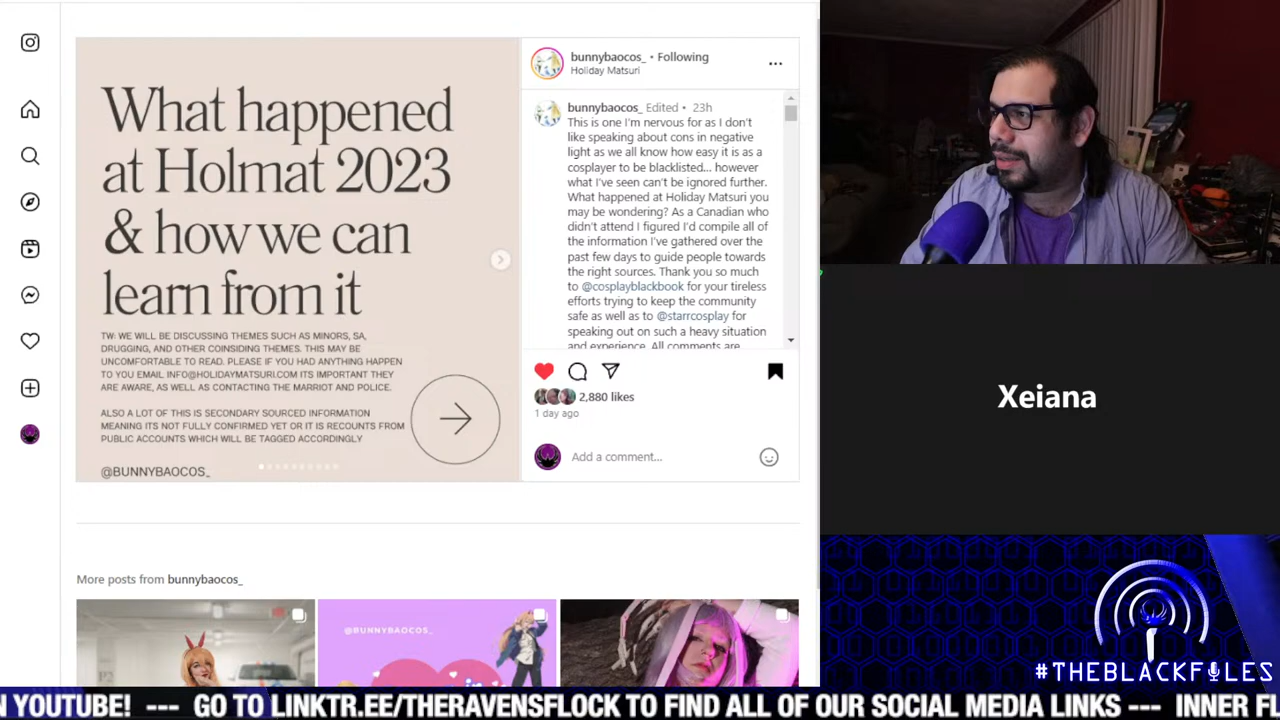 What happened
at Holmat 2023
& how we can
learn from it
TW: WE WILL BE DISCUSSING THEMES SUCH AS MINORS, SA,
DRUGGING, AND OTHER COINSIDING THEMES. THIS MAY BE
UNCOMFORTABLE TO READ. PLEASE IF YOU HAD ANYTHING HAPPEN
TO YOU EMAIL INFO@HOLIDAYMATSURI.COM ITS IMPORTANT THEY
ARE AWARE, AS WELL AS CONTACTING THE MARRIOT AND POLICE.
ALSO A LOT OF THIS IS SECONDARY SOURCED INFORMATION
MEANING ITS NOT FULLY CONFIRMED YET OR IT IS RECOUNTS FROM
PUBLIC ACCOUNTS WHICH WILL BE TAGGED ACCORDINGLY
@BUNNYBAOCOS_
bunnybaocos_ • Following
Holiday Matsuri
bunnybaocos_ Edited • 23h
This is one I'm nervous for as I don't
like speaking about cons in negative
light as we all know how easy it is as a
cosplayer to be blacklisted... however
what I've seen can't be ignored further.
What happened at Holiday Matsuri you
may be wondering? As a Canadian who
didn't attend I figured I'd compile all of
the information I've gathered over the
past few days to guide people towards
the right sources. Thank you so much
to @cosplayblackbook for your tireless
efforts trying to keep the community
safe as well as to @starrcosplay for
speaking out on such a heavy situation
and experience. All comments are
2,880 likes
1 day ago
Add a comment...
More posts from bunnybaocos_
@BUNNYBAOCOS_
Xeiana
#THEBLACKFILES
N YOUTUBE! --- GO TO LINKTR.EE/THERAVENSFLOCK TO FIND ALL OF OUR SOCIAL MEDIA LINKS --- INNER FL